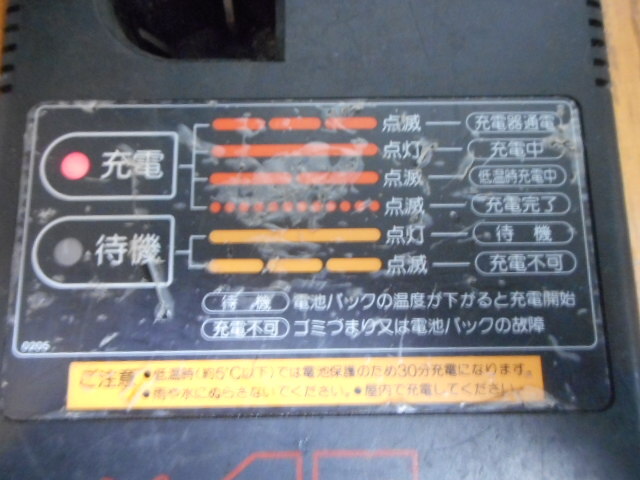 充電
点滅 充電器通電
点灯 充電中
点滅 低温時充電中
点滅 充電完了
待機
点灯 待機
点滅 充電不可
待機 電池パックの温度が下がると充電開始
充電不可 ゴミづまり又は電池パックの故障
0205
ご注意
●低温時(約5℃以下)では電池保護のため30分充電になります。
●雨や水にぬらさないでください。●屋内で充電してください。